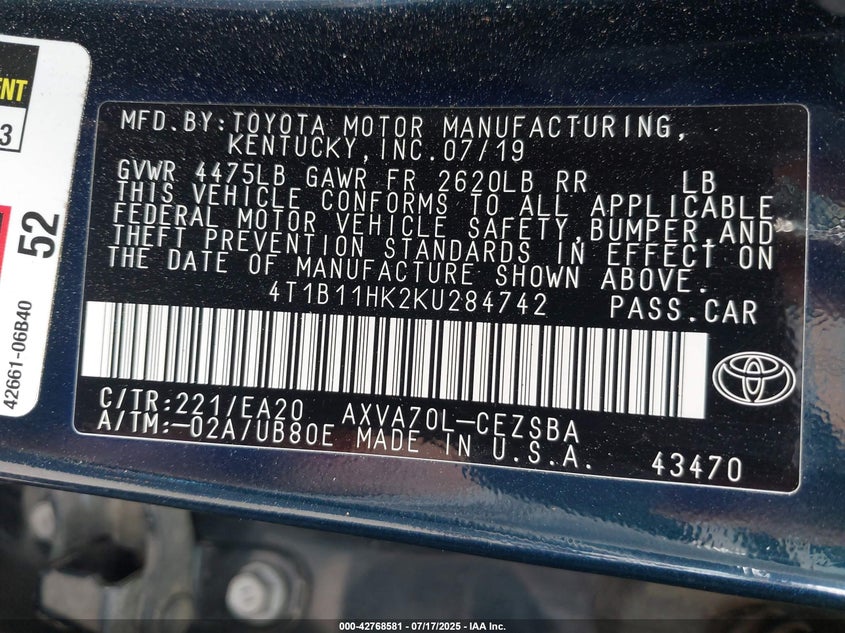 MFD.BY:TOYOTA MOTOR MANUFACTURING,
KENTUCKY,INC.07/19
GVWR 4475LB GAWR FR 2620LB RR LB
THIS VEHICLE CONFORMS TO ALL APPLICABLE
FEDERAL MOTOR VEHICLE SAFETY,BUMPER,AND
THEFT PREVENTION STANDARDS IN EFFECT ON
THE DATE OF MANUFACTURE SHOWN ABOVE.
4T1B11HK2KU284742 PASS.CAR
C/TR:221/EA20 AXVA70L-CEZSBA
A/TM:-02A/UB80E MADE IN U.S.A. 43470
3
52
42661-06B40
000-42768581 - 07/17/2025 - IAA Inc.